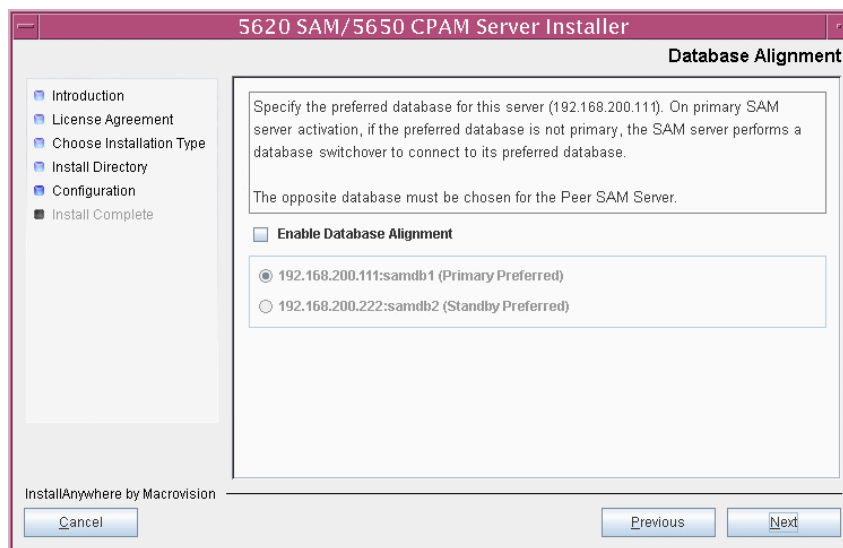 5620 SAM/5650 CPAM Server Installer
Database Alignment
Introduction
License Agreement
Choose Installation Type
Install Directory
Configuration
Install Complete
Specify the preferred database for this server (192.168.200.111). On primary SAM
server activation, if the preferred database is not primary, the SAM server performs a
database switchover to connect to its preferred database.
The opposite database must be chosen for the Peer SAM Server.
Enable Database Alignment
192.168.200.111:samdb1 (Primary Preferred)
192.168.200.222:samdb2 (Standby Preferred)
InstallAnywhere by Macrovision
Cancel
Previous
Next